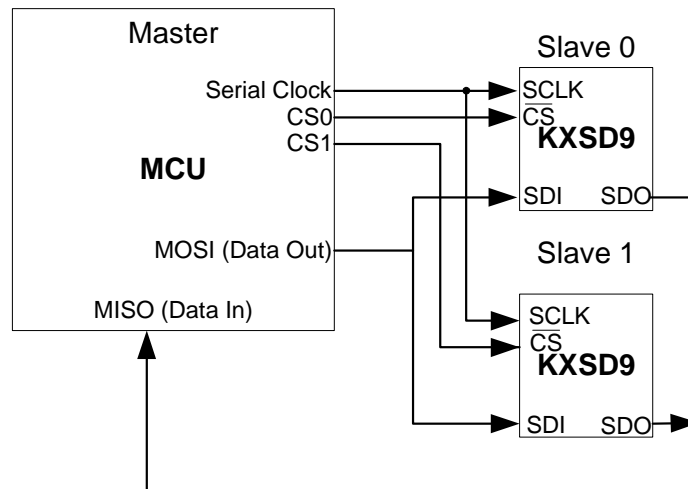 Master
Serial Clock
CS0
CS1
MCU
MOSI (Data Out)
MISO (Data In)
Slave 0
SCLK
CS
KXSD9
SDI SDO
Slave 1
SCLK
CS
KXSD9
SDI SDO